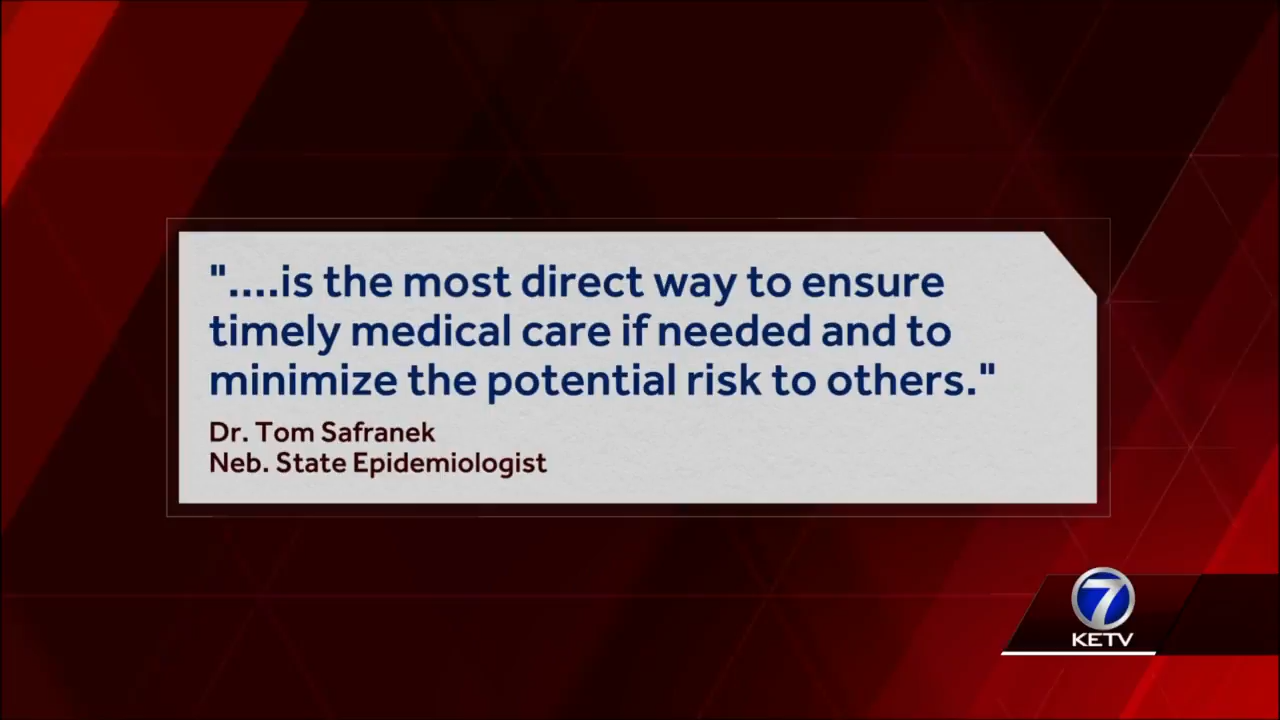 "....is the most direct way to ensure
timely medical care if needed and to
minimize the potential risk to others."
Dr. Tom Safranek
Neb. State Epidemiologist
7
KETV